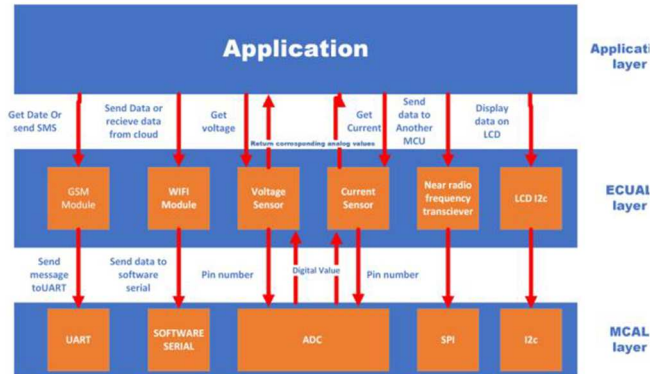 Application
Applicati
layer
Get Date Or
send SMS
Send Data or
recieve data
from cloud
Get
voltage
Return corresponding analog values
Get
Current
Send
data to
Another
MCU
Display
data on
LCD
GSM
Module
WIFI
Module
Voltage
Sensor
Current
Sensor
Near radio
frequency
transciever
LCD I2c
ECUAL
layer
Send
message
toUART
Send data to
software
serial
Pin number
Digital Value
Pin number
UART
SOFTWARE
SERIAL
ADC
SPI
I2c
MCAL
layer